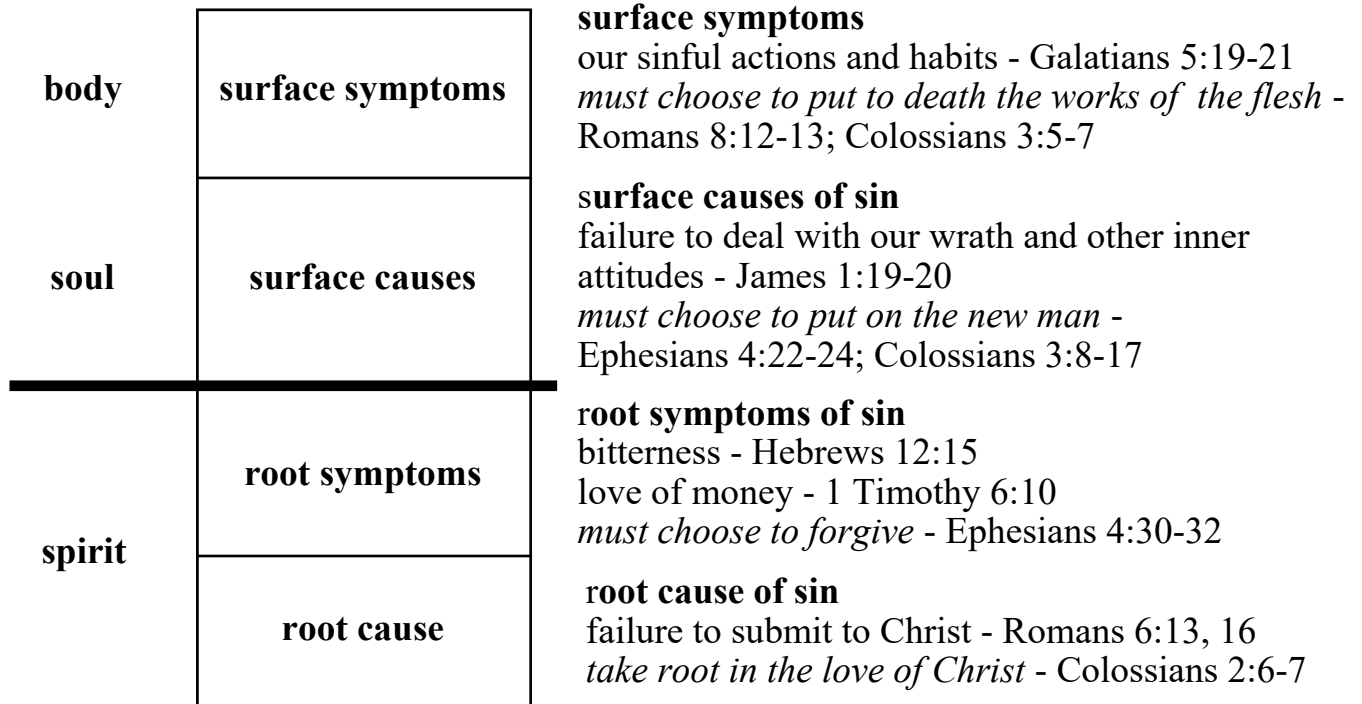 body
surface symptoms
surface symptoms
our sinful actions and habits - Galatians 5:19-21
must choose to put to death the works of the flesh -
Romans 8:12-13; Colossians 3:5-7
soul
surface causes
surface causes of sin
failure to deal with our wrath and other inner
attitudes - James 1:19-20
must choose to put on the new man -
Ephesians 4:22-24; Colossians 3:8-17
spirit
root symptoms
root symptoms of sin
bitterness - Hebrews 12:15
love of money - 1 Timothy 6:10
must choose to forgive - Ephesians 4:30-32
root cause
root cause of sin
failure to submit to Christ - Romans 6:13, 16
take root in the love of Christ - Colossians 2:6-7